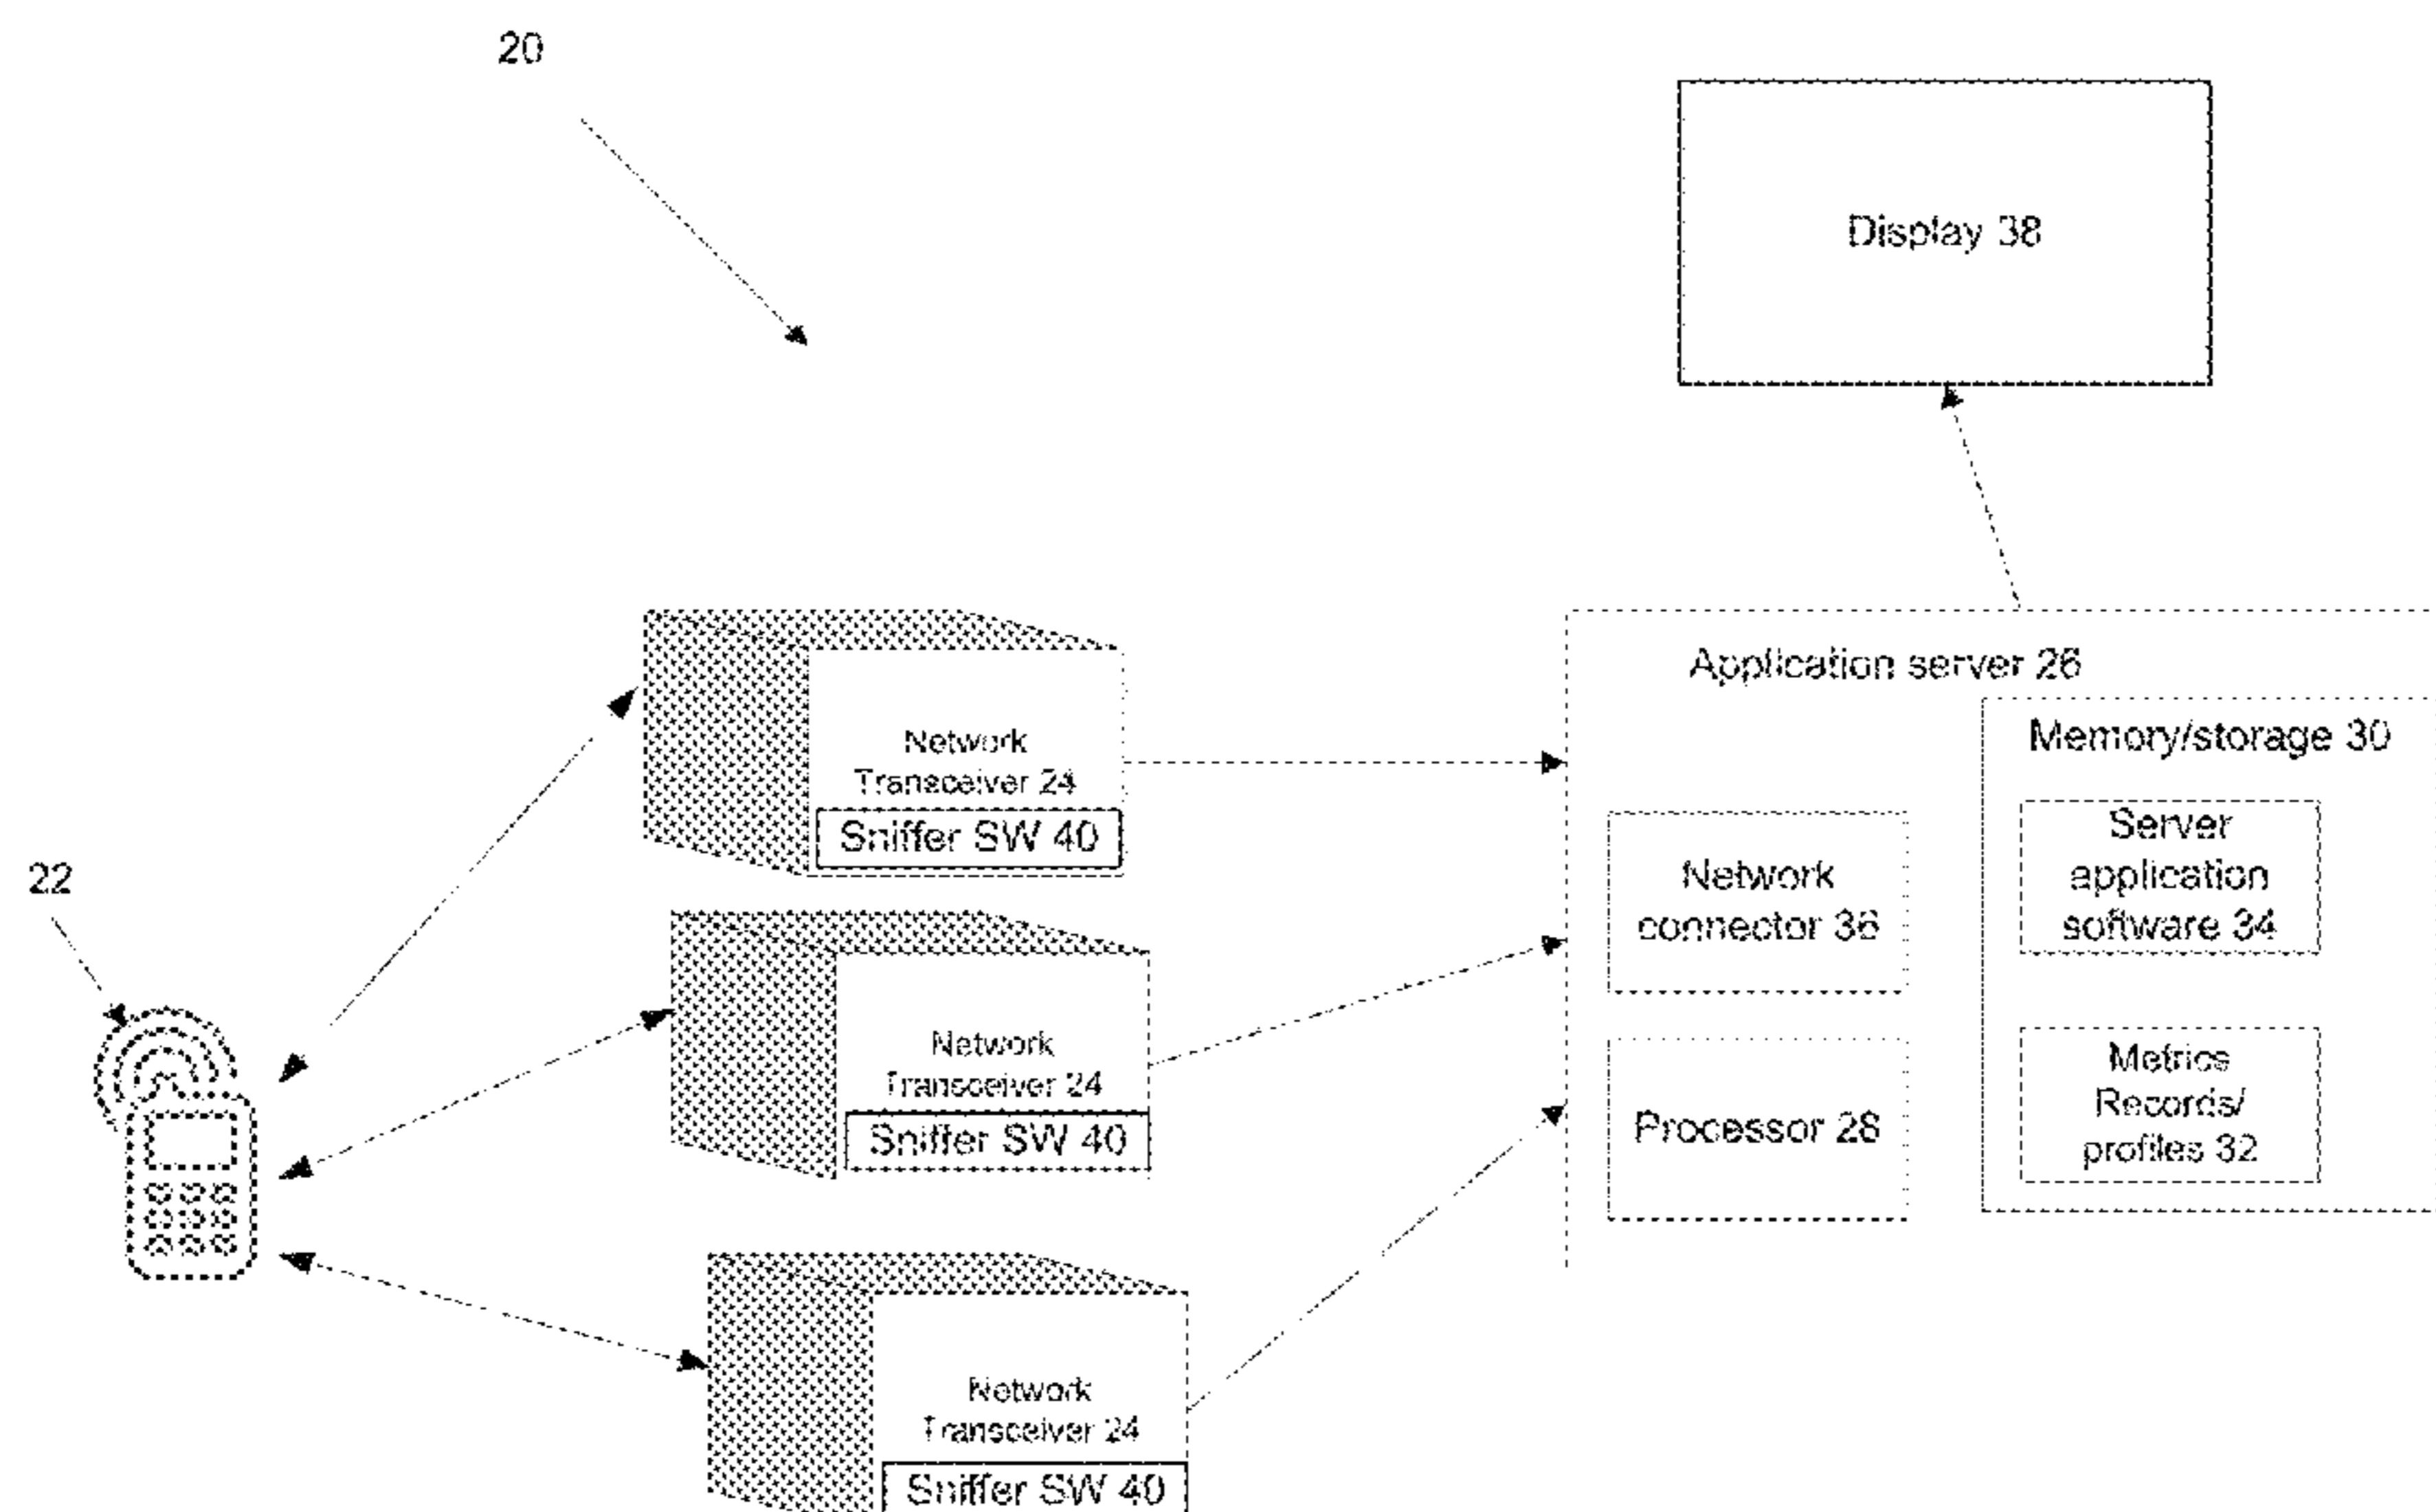 20
Display 38
Application server 26
Memory/storage 30
Network
Transceiver 24
Sniffer SW 40
Server
application
software 34
Network
connector 36
22
Network
Transceiver 24
Sniffer SW 40
Processor 28
Metrics
Records/
profiles 32
Network
Transceiver 24
Sniffer SW 40